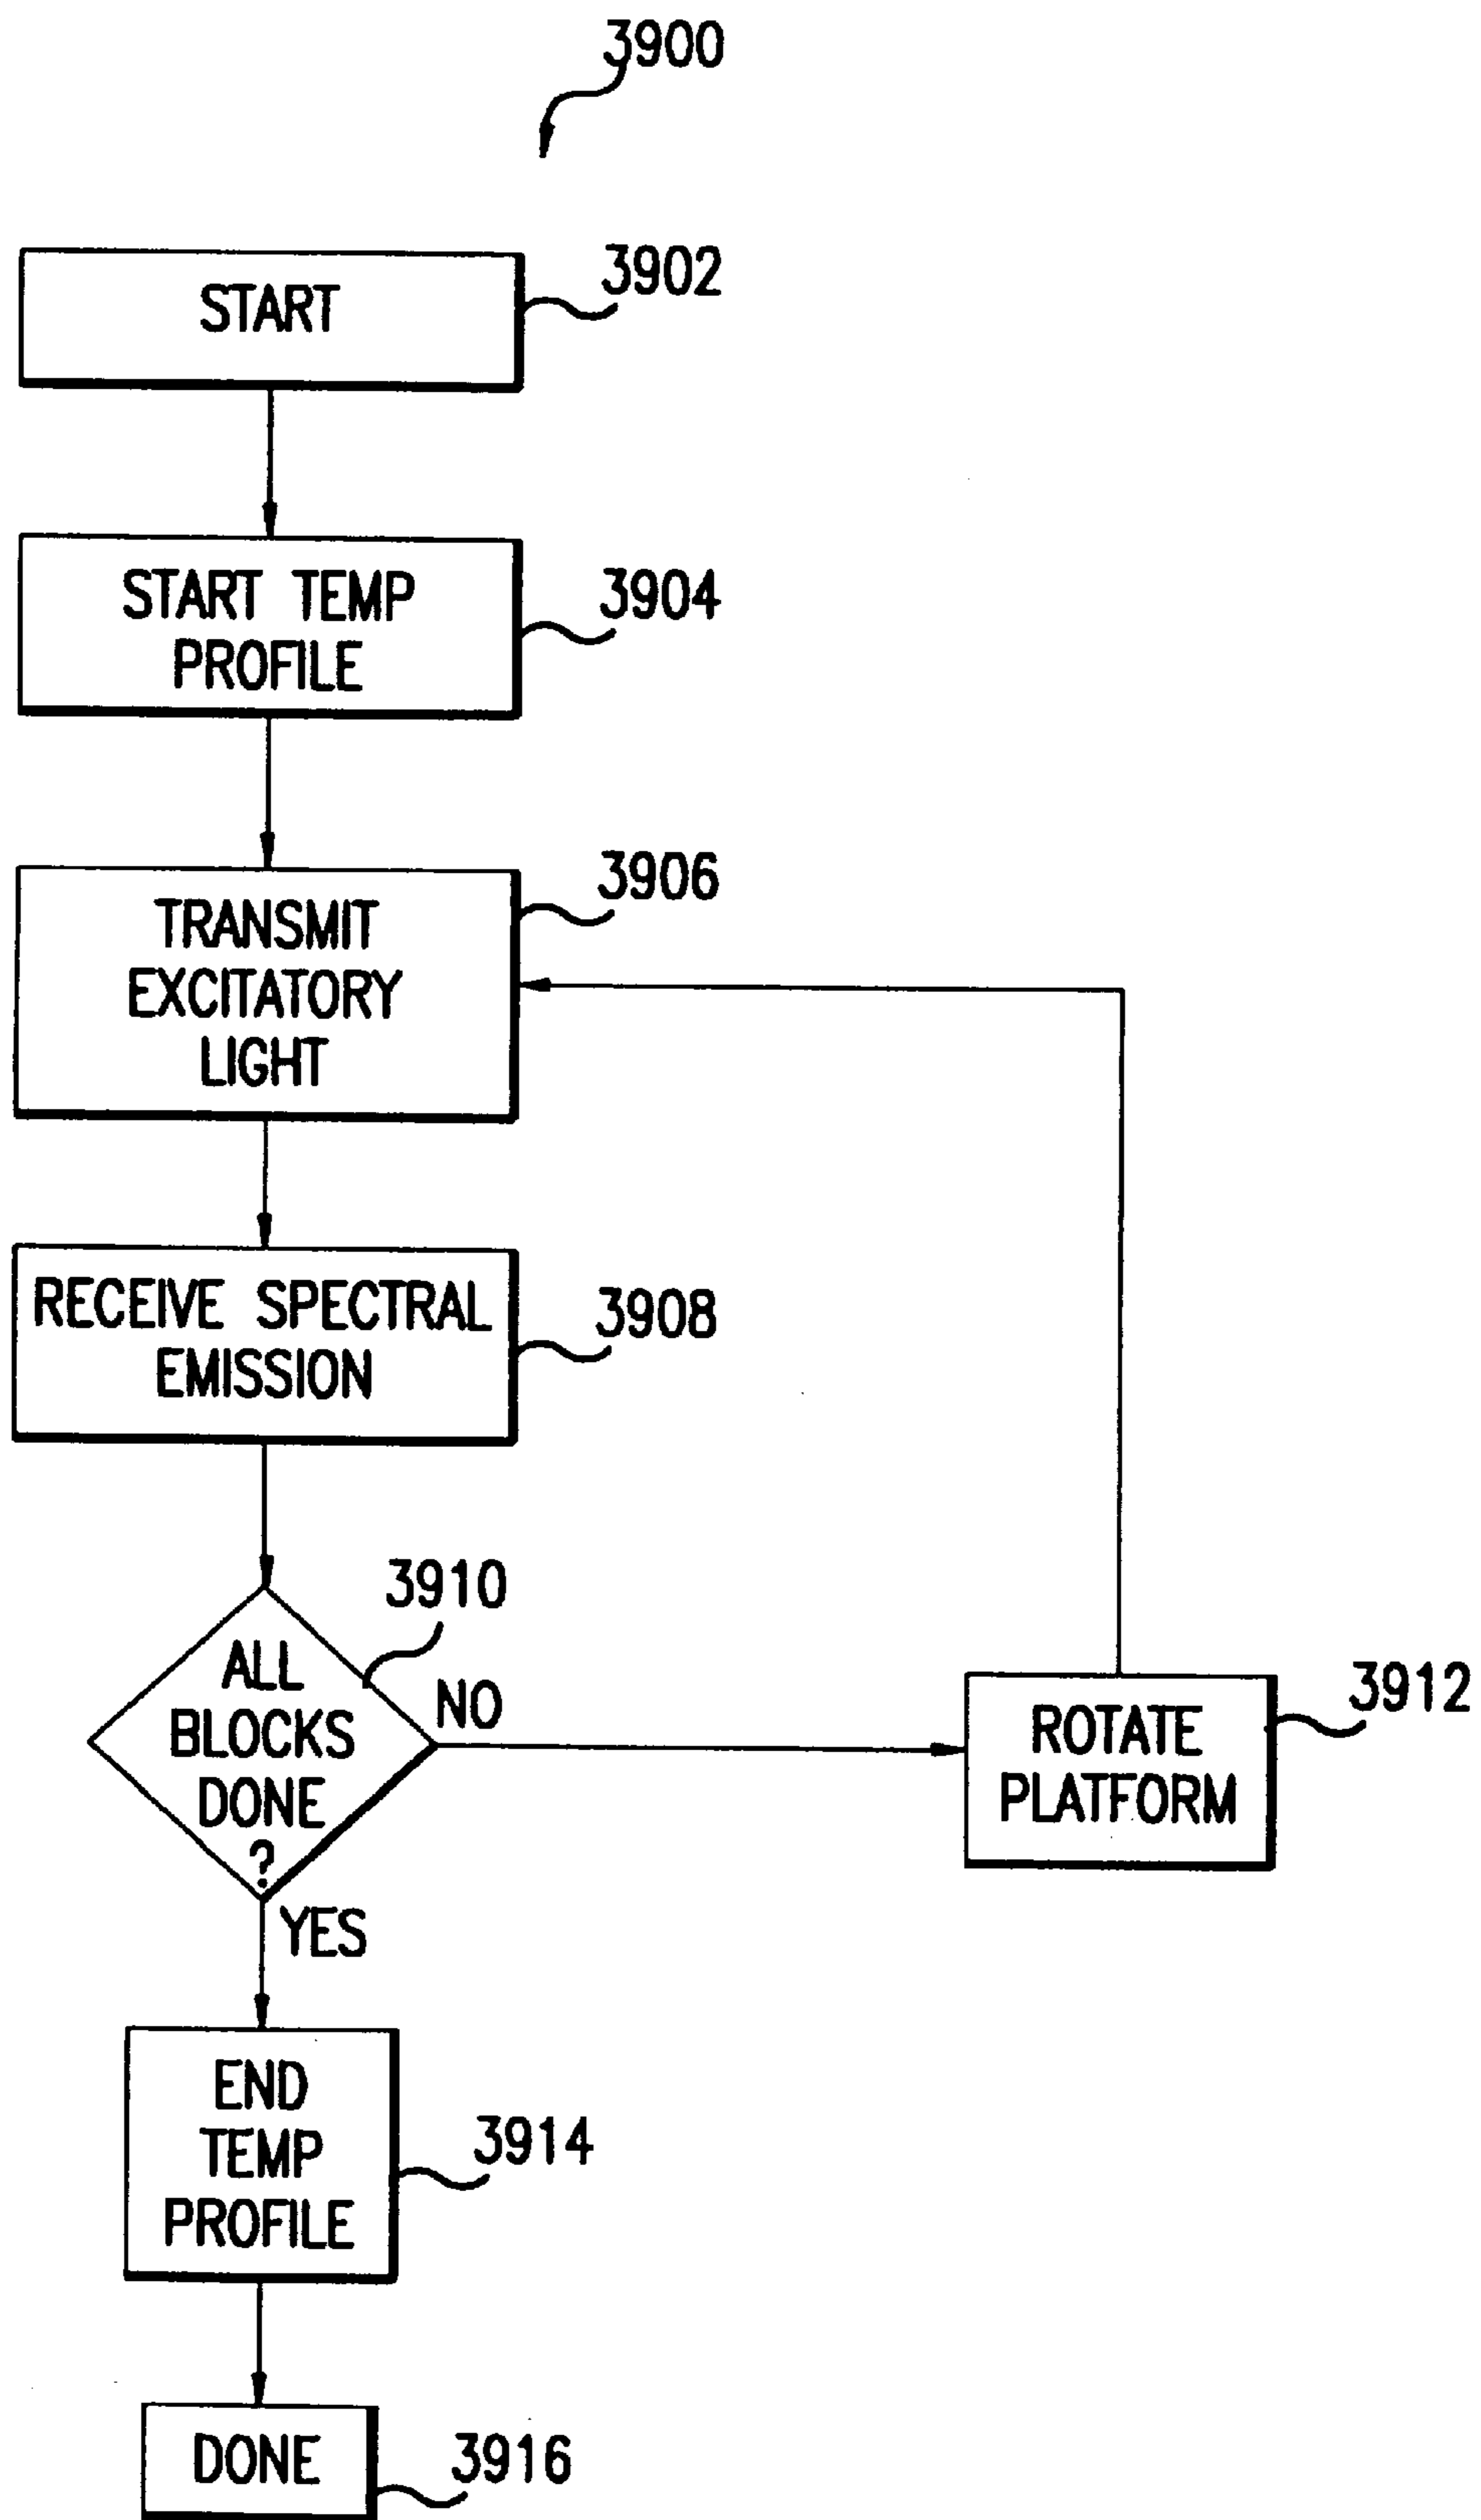 3900
START
3902
START TEMP
PROFILE
3904
TRANSMIT
EXCITATORY
LIGHT
3906
RECEIVE SPECTRAL
EMISSION
3908
ALL
BLOCKS
DONE
?
3910
NO
ROTATE
PLATFORM
3912
YES
END
TEMP
PROFILE
3914
DONE
3916